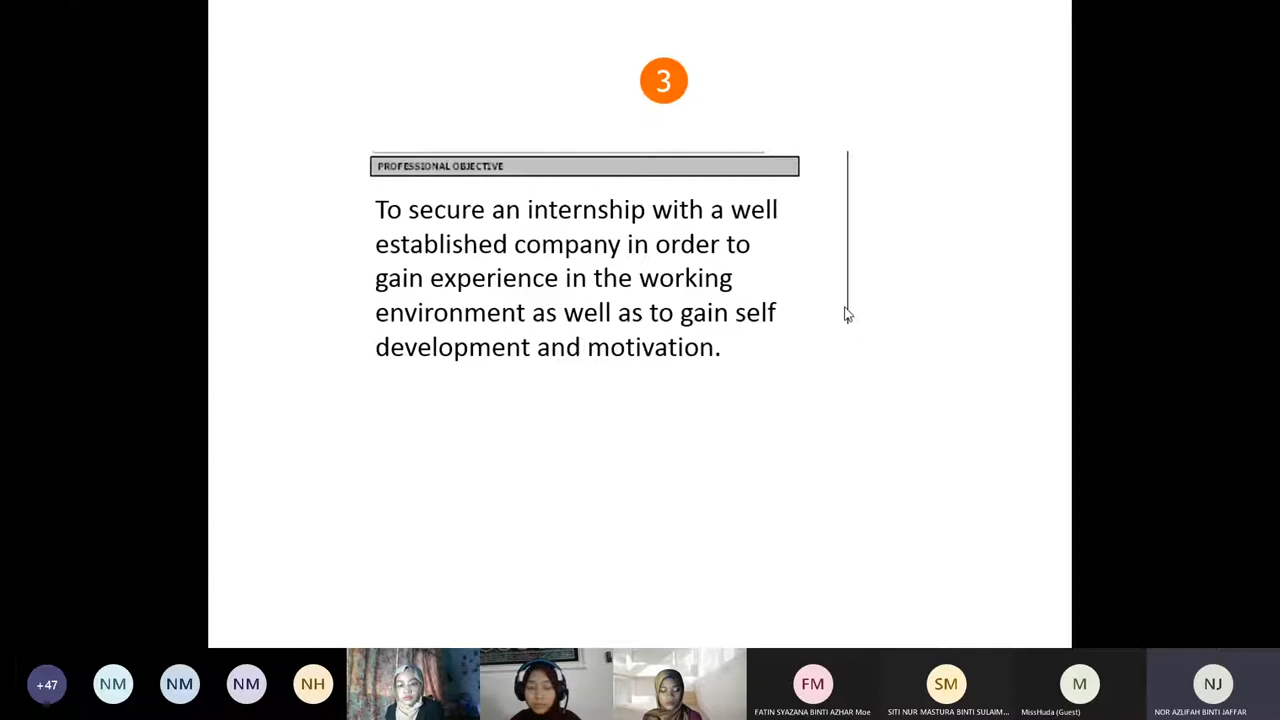 3
PROFESSIONAL OBJECTIVE
To secure an internship with a well
established company in order to
gain experience in the working
environment as well as to gain self
development and motivation.
+47
NM
NM
NM
NH
FM
SM
M
NJ
FATIN SYAZANA BINTI AZHAR Moe
SITI NUR MASTURA BINTI SULAIM...
MissHuda (Guest)
NOR AZLIFAH BINTI JAFFAR